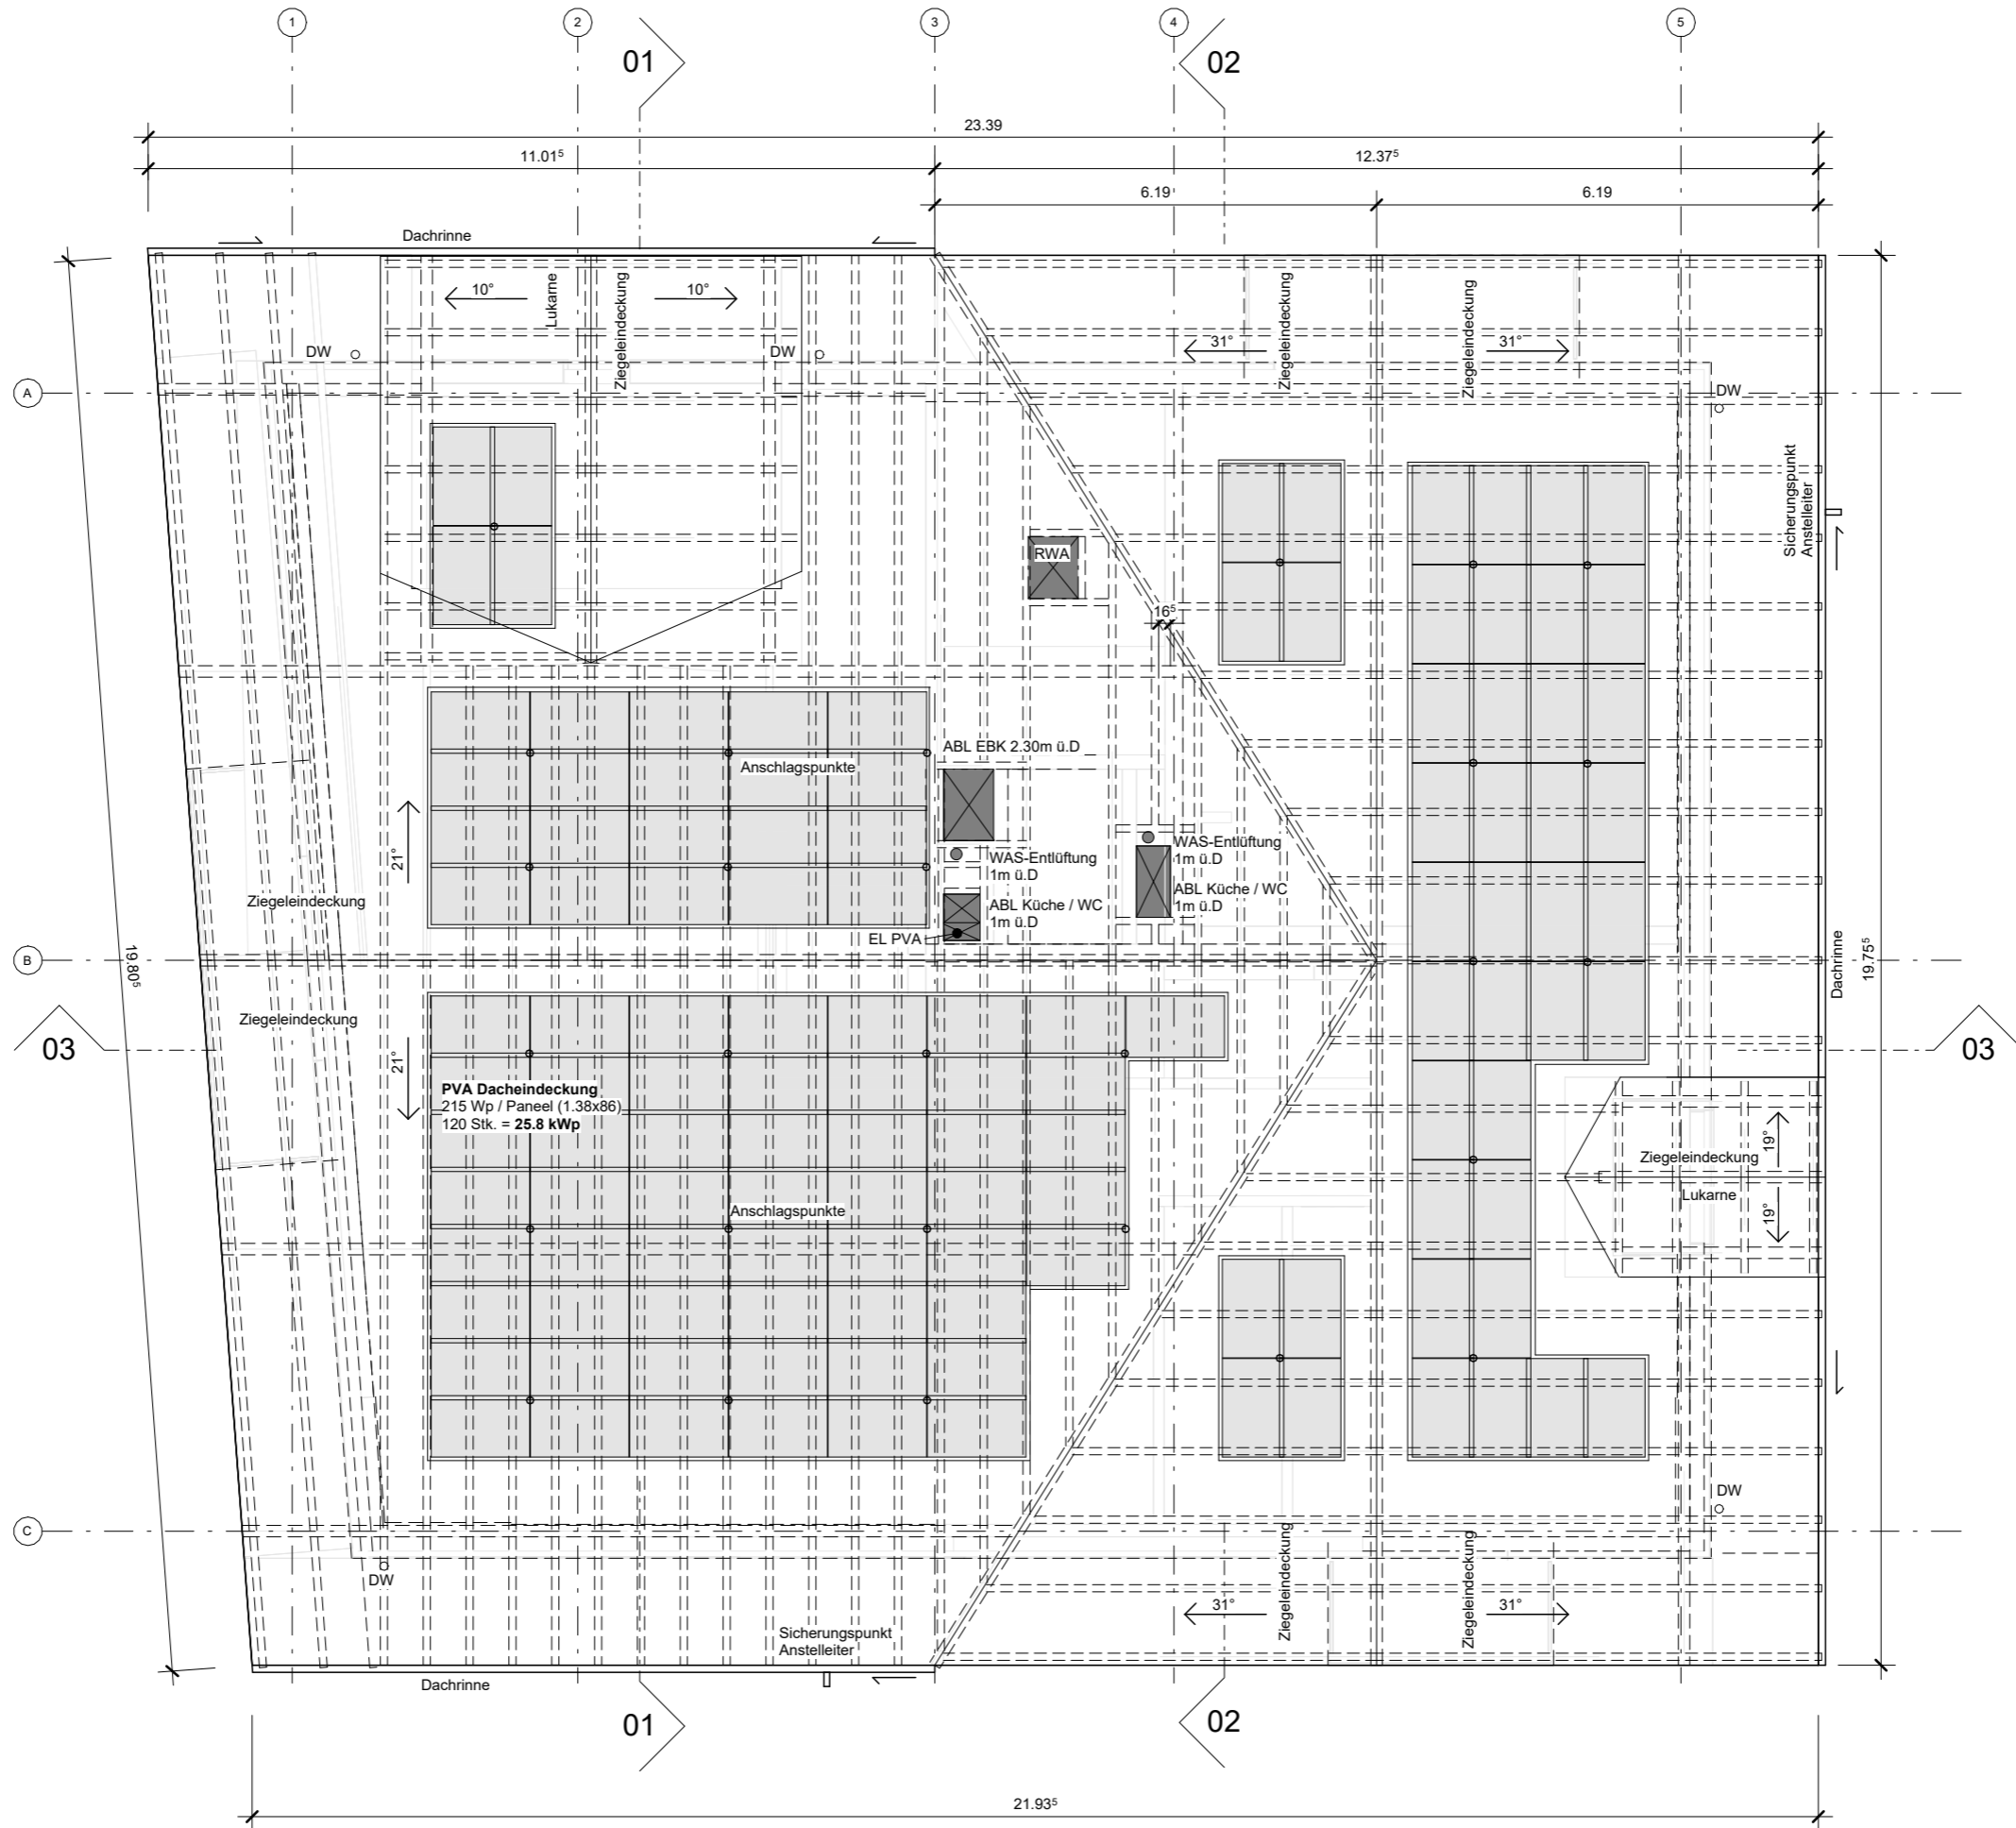 1
2
3
4
5
01
02
23.39
11.01⁵
12.37⁵
6.19
6.19
Dachrinne
10°
10°
Lukarne
Ziegeleindeckung
Ziegeleindeckung
Ziegeleindeckung
31°
31°
DW
DW
DW
A
Sicherungspunkt
Anstelleiter
RWA
16⁵
ABL EBK 2.30m ü.D
Anschlagspunkte
21°
WAS-Entlüftung
1m ü.D
WAS-Entlüftung
1m ü.D
ABL Küche / WC
1m ü.D
ABL Küche / WC
1m ü.D
Ziegeleindeckung
EL PVA
B
19.80⁵
Dachrinne
19.75⁵
Ziegeleindeckung
03
03
21°
PVA Dacheindeckung
215 Wp / Paneel (1.38x86)
120 Stk. = 25.8 kWp
19°
Ziegeleindeckung
Lukarne
19°
Anschlagspunkte
DW
C
DW
Ziegeleindeckung
Ziegeleindeckung
31°
31°
Sicherungspunkt
Anstelleiter
Dachrinne
01
02
21.93⁵